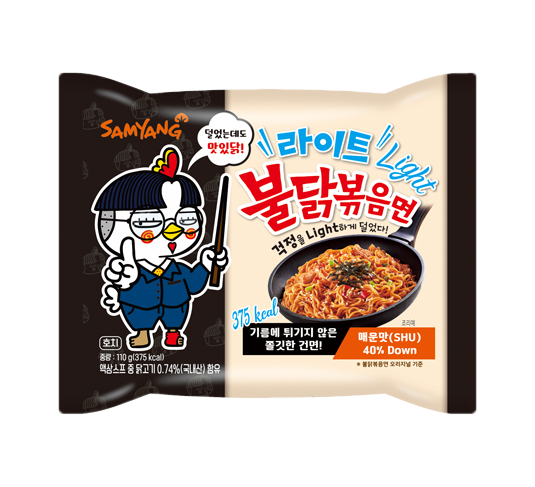 SAMYANG
덜었는데도
맛있닭!
라이트
Light
불닭볶음면
걱정을 Light하게 덜었다!
375 kcal
기름에 튀기지 않은
쫄깃한 건면!
조리예
매운맛(SHU)
40% Down
* 불닭볶음면 오리지널 기준
호치
중량 : 110 g(375 kcal)
액상스프 중 닭고기 0.74%(국내산) 함유